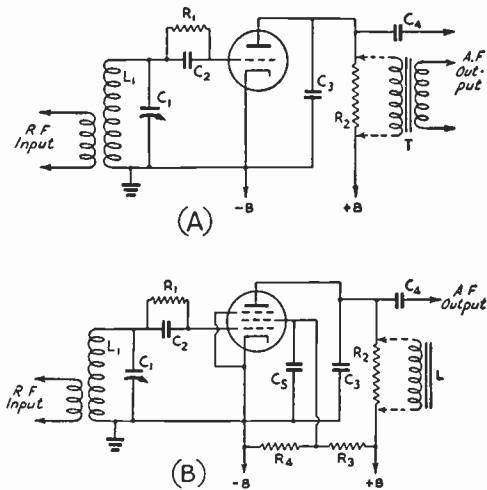 R1
C4
L1
C2
A.F
Out-
put
C1
C3
R2
RF
Input
T
-B
+B
(A)
R1
C4
AF
Output
L1
C2
R2
C1
C5
C3
L
RF
Input
R4
R3
-B
+B
(B)